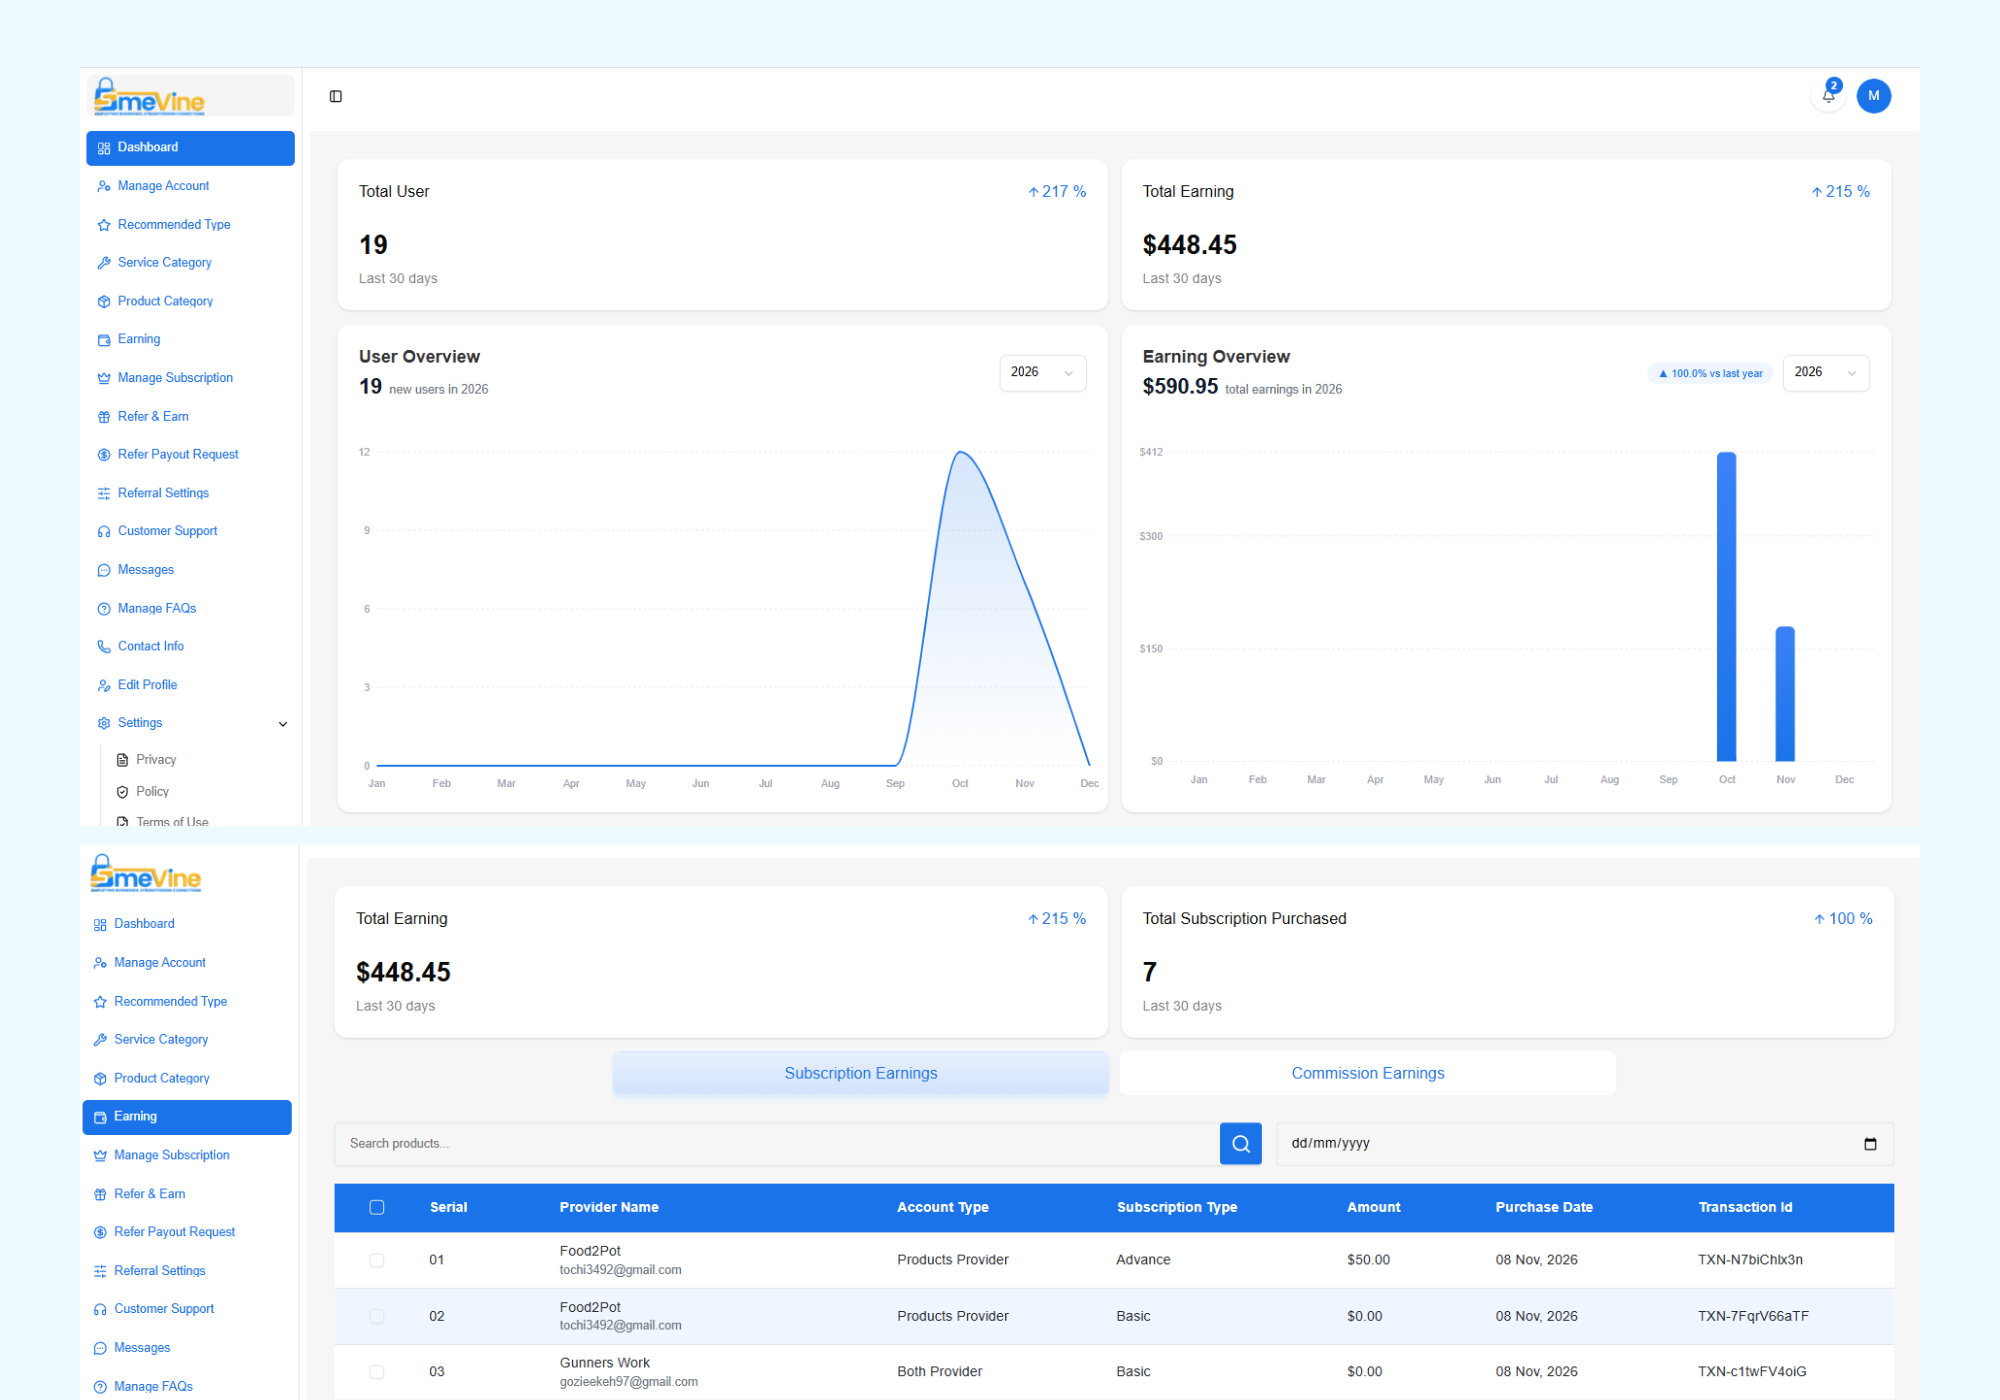 SmeVine
SIMPLIFYING BUSINESSES, STRENGTHENING CONNECTIONS
2
M
Dashboard
Manage Account
Recommended Type
Service Category
Product Category
Earning
Manage Subscription
Refer & Earn
Refer Payout Request
Referral Settings
Customer Support
Messages
Manage FAQs
Contact Info
Edit Profile
Settings
Privacy
Policy
Terms of Use
Total User
217 %
19
Last 30 days
Total Earning
215 %
$448.45
Last 30 days
User Overview
19 new users in 2026
2026
12
9
6
3
0
Jan Feb Mar Apr May Jun Jul Aug Sep Oct Nov Dec
Earning Overview
$590.95 total earnings in 2026
▲ 100.0% vs last year
2026
$412
$300
$150
$0
Jan Feb Mar Apr May Jun Jul Aug Sep Oct Nov Dec
SmeVine
SIMPLIFYING BUSINESSES, STRENGTHENING CONNECTIONS
Dashboard
Manage Account
Recommended Type
Service Category
Product Category
Earning
Manage Subscription
Refer & Earn
Refer Payout Request
Referral Settings
Customer Support
Messages
Manage FAQs
Total Earning
215 %
$448.45
Last 30 days
Total Subscription Purchased
100 %
7
Last 30 days
Subscription Earnings
Commission Earnings
Search products...
dd/mm/yyyy
Serial Provider Name Account Type Subscription Type Amount Purchase Date Transaction Id
01 Food2Pot Products Provider Advance $50.00 08 Nov, 2026 TXN-N7biChlx3n
tochi3492@gmail.com
02 Food2Pot Products Provider Basic $0.00 08 Nov, 2026 TXN-7FqrV66aTF
tochi3492@gmail.com
03 Gunners Work Both Provider Basic $0.00 08 Nov, 2026 TXN-c1twFV4oiG
gozieekeh97@gmail.com